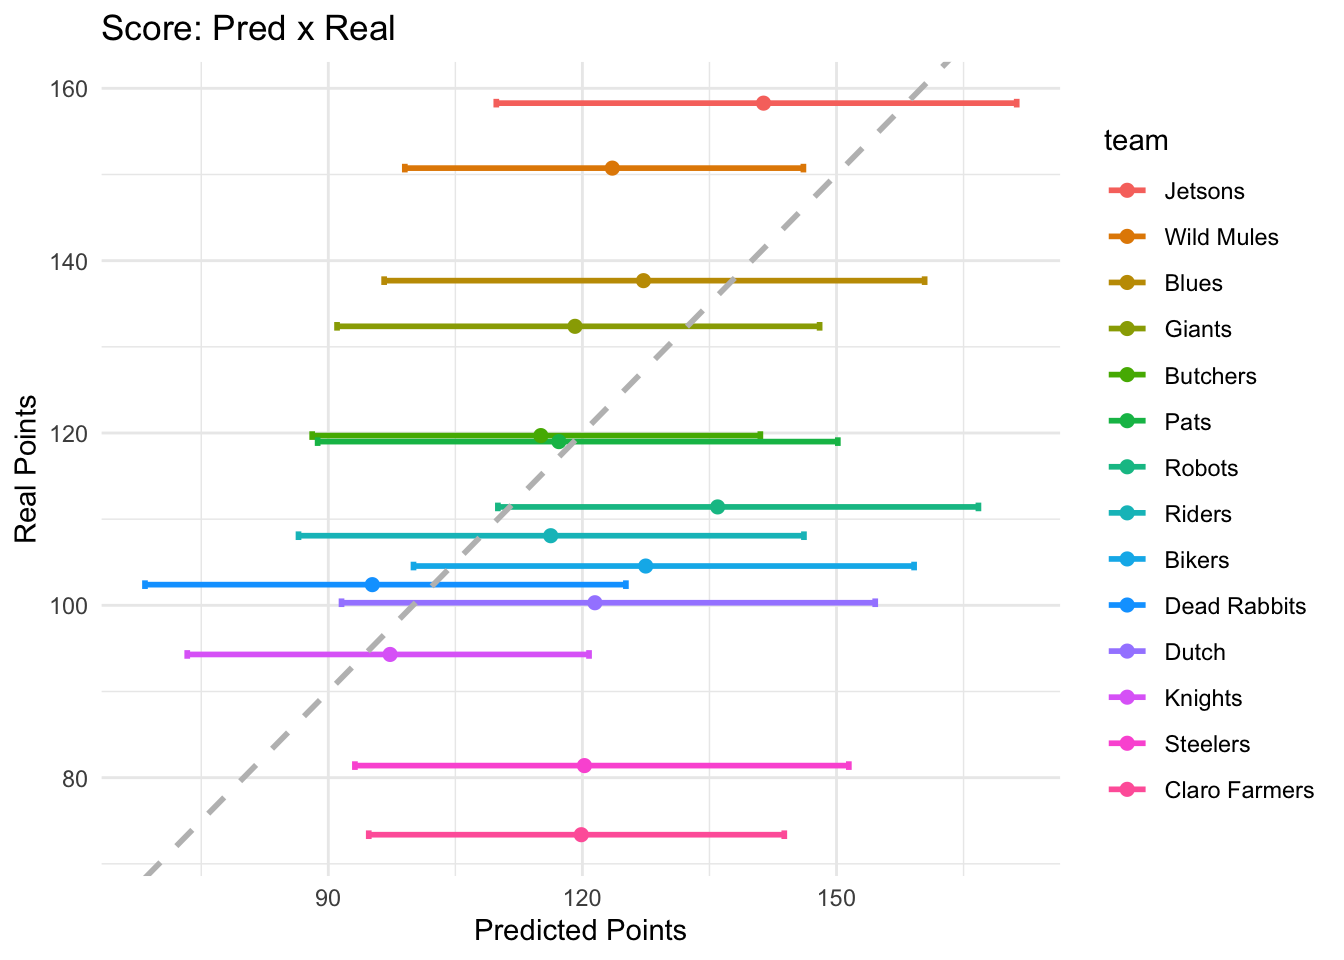 Score: Pred x Real
Real Points
160
140
120
100
80
90
120
150
Predicted Points
team
Jetsons
Wild Mules
Blues
Giants
Butchers
Pats
Robots
Riders
Bikers
Dead Rabbits
Dutch
Knights
Steelers
Claro Farmers